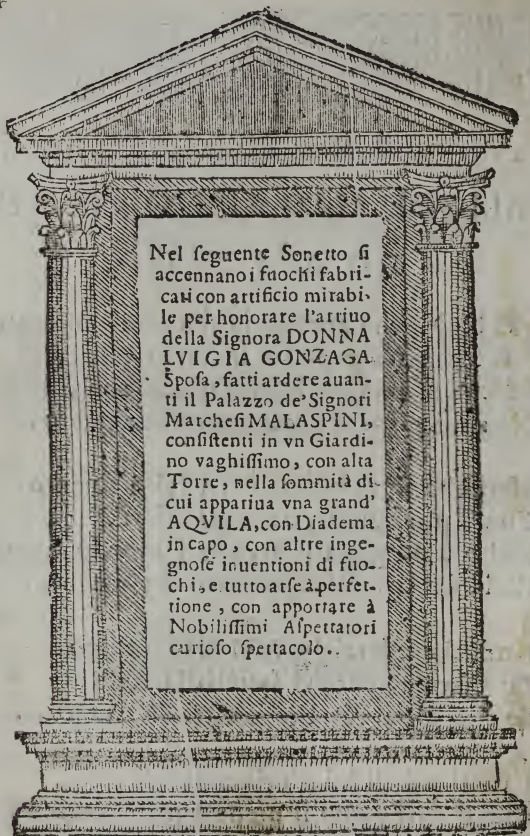 Nel ſeguente Sonetto ſi
accennano i fuochi fabri-
cati con artificio mirabi-
le per honorare l'arriuo
della Signora DONNA
LVIGIA GONZAGA
Spoſa, fatti ardere auan-
ti il Palazzo de' Signori
Marcheſi MALASPINI,
conſiſtenti in vn Giardi-
no vaghiſſimo, con alta
Torre, nella ſommità di
cui appariua vna grand'
AQVILA, con Diadema
in capo, con altre inge-
gnoſe inuentioni di fuo-
chi, e tutto arſe à perfet-
tione, con apportare à
Nobiliſſimi Aſpettatori
curioſo ſpettacolo.